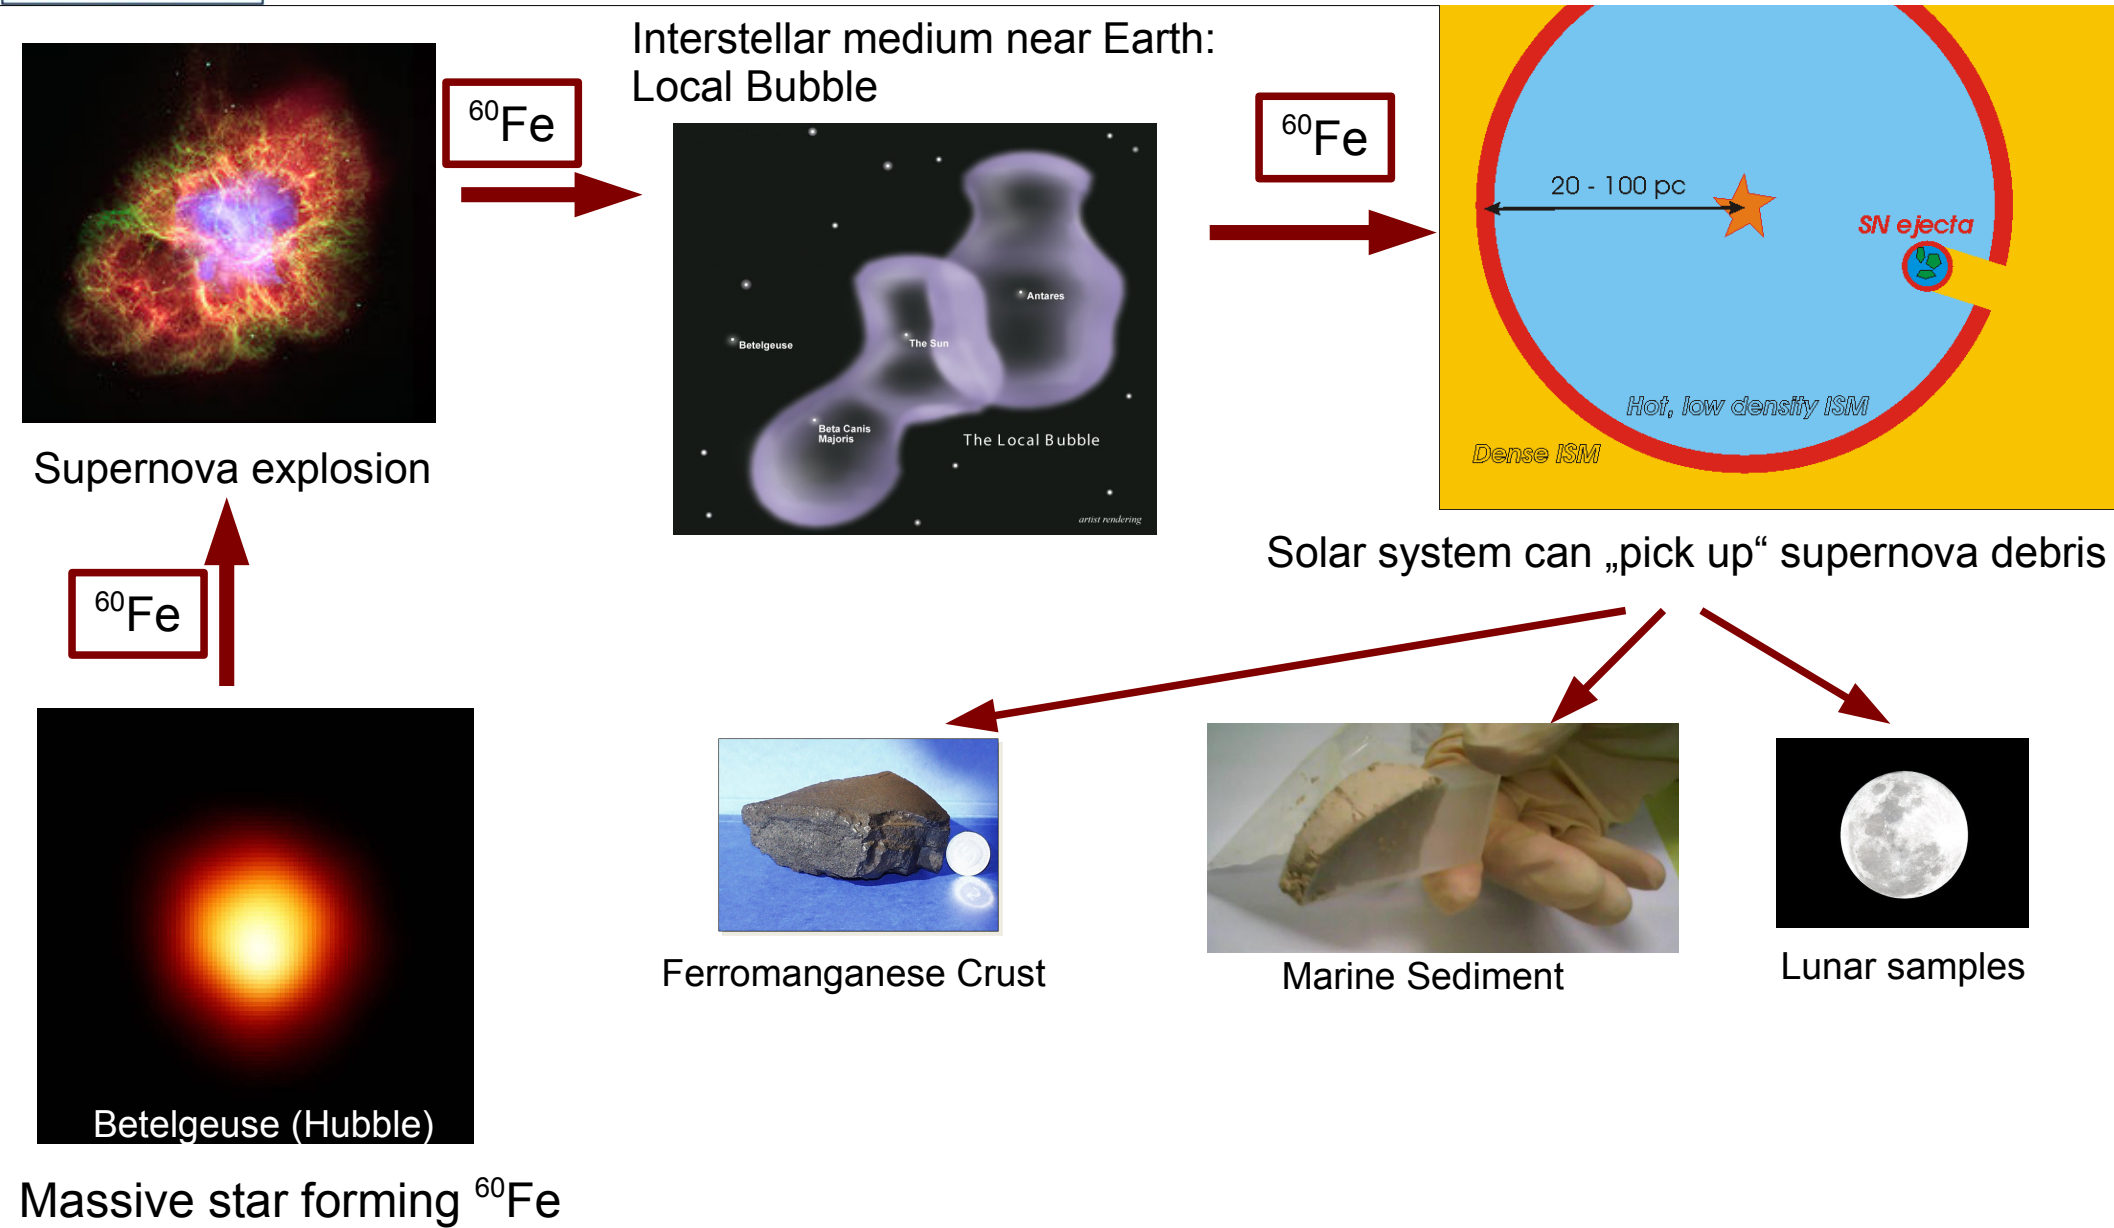 Interstellar medium near Earth:
Local Bubble
⁶⁰Fe
⁶⁰Fe
20 - 100 pc
SN ejecta
Antares
Betelgeuse
The Sun
Beta Canis
Majoris
The Local Bubble
artist rendering
Hot, low density ISM
Dense ISM
Supernova explosion
Solar system can „pick up“ supernova debris
⁶⁰Fe
Ferromanganese Crust
Marine Sediment
Lunar samples
Betelgeuse (Hubble)
Massive star forming ⁶⁰Fe